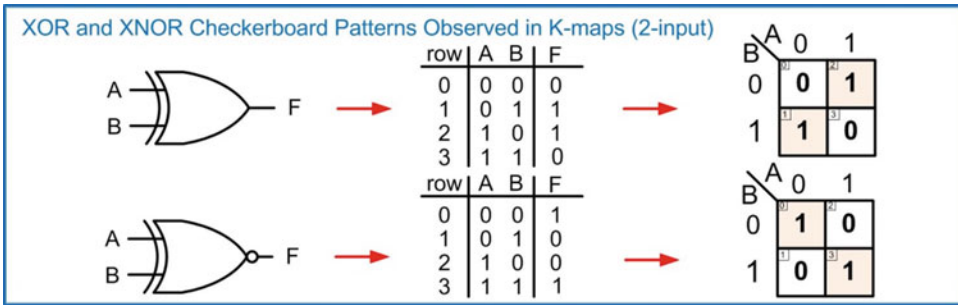 XOR and XNOR Checkerboard Patterns Observed in K-maps (2-input)
A
B
F
row A B F
0 0 0 0
1 0 1 1
2 1 0 1
3 1 1 0
A
B
0 1
0
0 0
2 1
1
1 1
3 0
A
B
F
row A B F
0 0 0 1
1 0 1 0
2 1 0 0
3 1 1 1
A
B
0 1
0
0 1
2 0
1
1 0
3 1